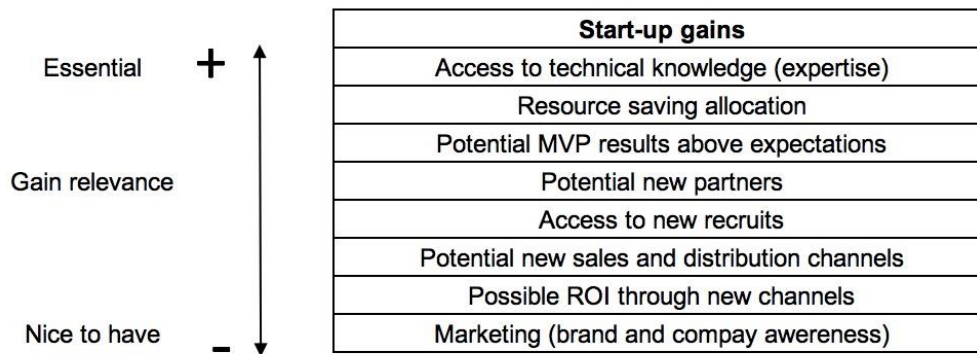 Start-up gains
Essential + Access to technical knowledge (expertise)
Resource saving allocation
Potential MVP results above expectations
Gain relevance Potential new partners
Access to new recruits
Potential new sales and distribution channels
Possible ROI through new channels
Nice to have - Marketing (brand and compay awereness)